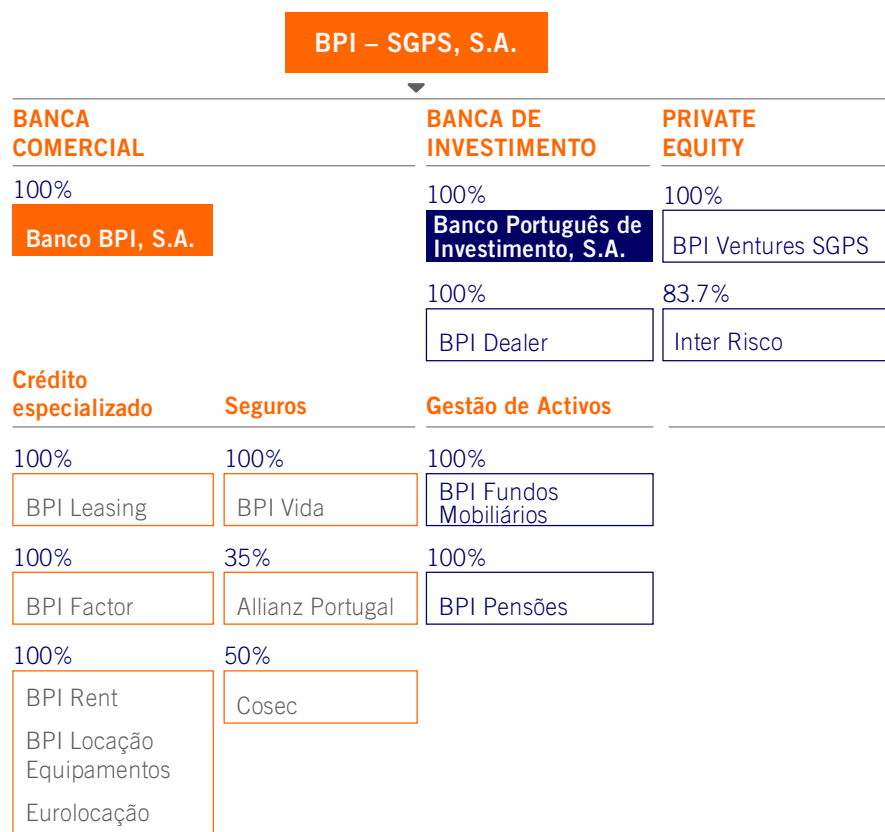 BPI – SGPS, S.A.
BANCA
COMERCIAL
100%
Banco BPI, S.A.
BANCA DE
INVESTIMENTO
100%
Banco Português de
Investimento, S.A.
100%
BPI Dealer
PRIVATE
EQUITY
100%
BPI Ventures SGPS
83.7%
Inter Risco
Crédito
especializado
100%
BPI Leasing
100%
BPI Factor
100%
BPI Rent
BPI Locação
Equipamentos
Eurolocação
Seguros
100%
BPI Vida
35%
Allianz Portugal
50%
Cosec
Gestão de Activos
100%
BPI Fundos
Mobiliários
100%
BPI Pensões